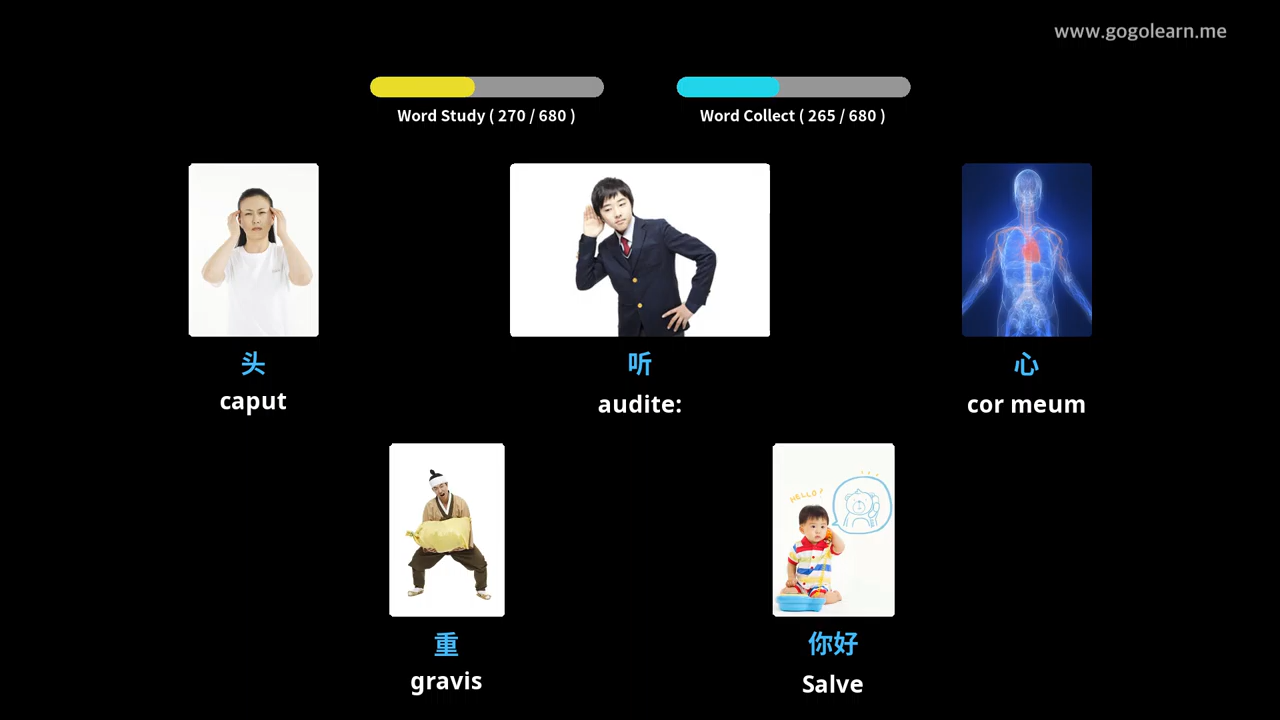 www.gogolearn.me
Word Study ( 270 / 680 )
Word Collect ( 265 / 680 )
头
caput
听
audite:
心
cor meum
HELLO?
重
gravis
你好
Salve